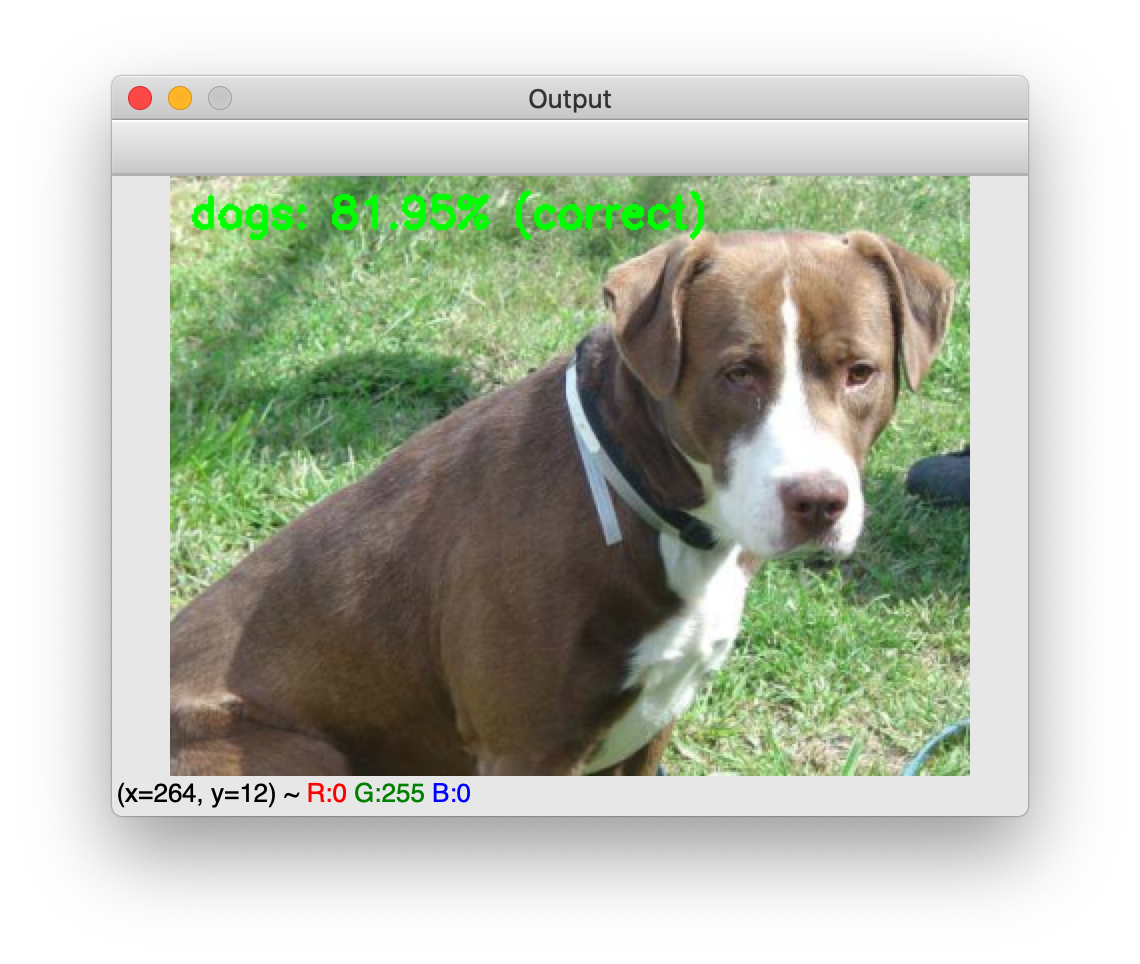 Output
dogs: 81.95% (correct)
(x=264, y=12) ~ R:0 G:255 B:0